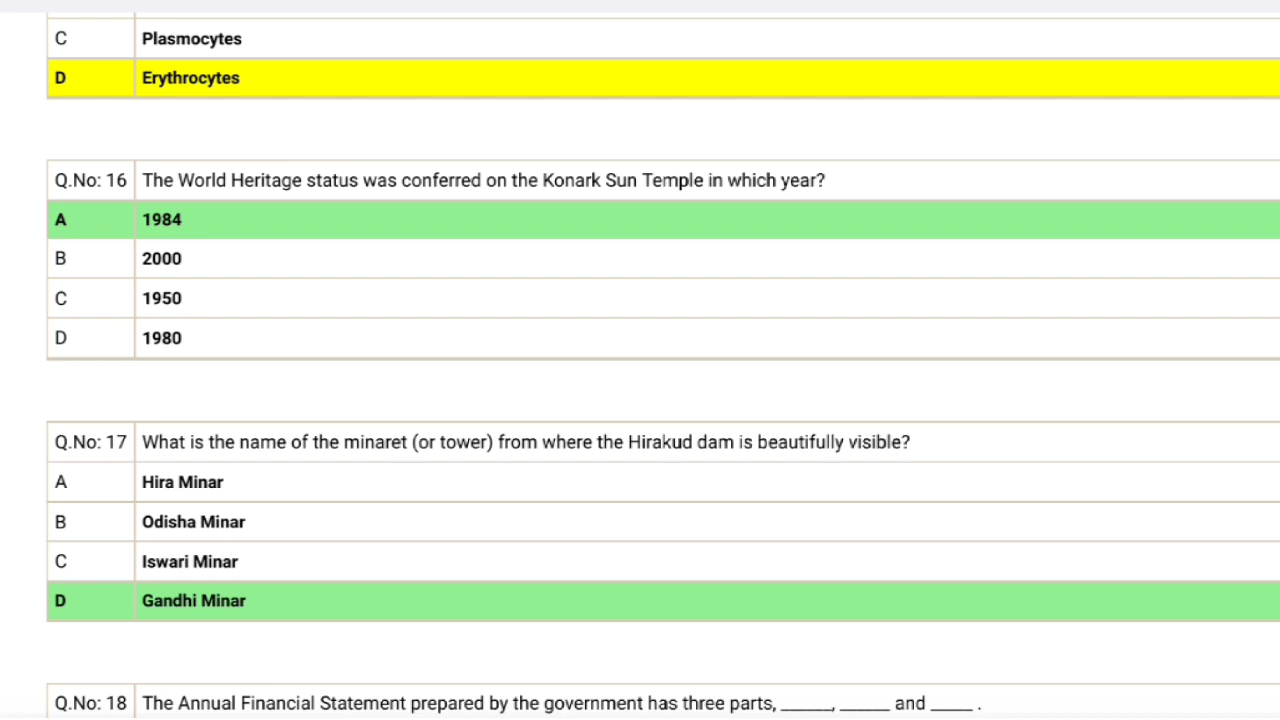 C Plasmocytes
D Erythrocytes
Q.No: 16 The World Heritage status was conferred on the Konark Sun Temple in which year?
A 1984
B 2000
C 1950
D 1980
Q.No: 17 What is the name of the minaret (or tower) from where the Hirakud dam is beautifully visible?
A Hira Minar
B Odisha Minar
C Iswari Minar
D Gandhi Minar
Q.No: 18 The Annual Financial Statement prepared by the government has three parts, ______, ______ and _____ .